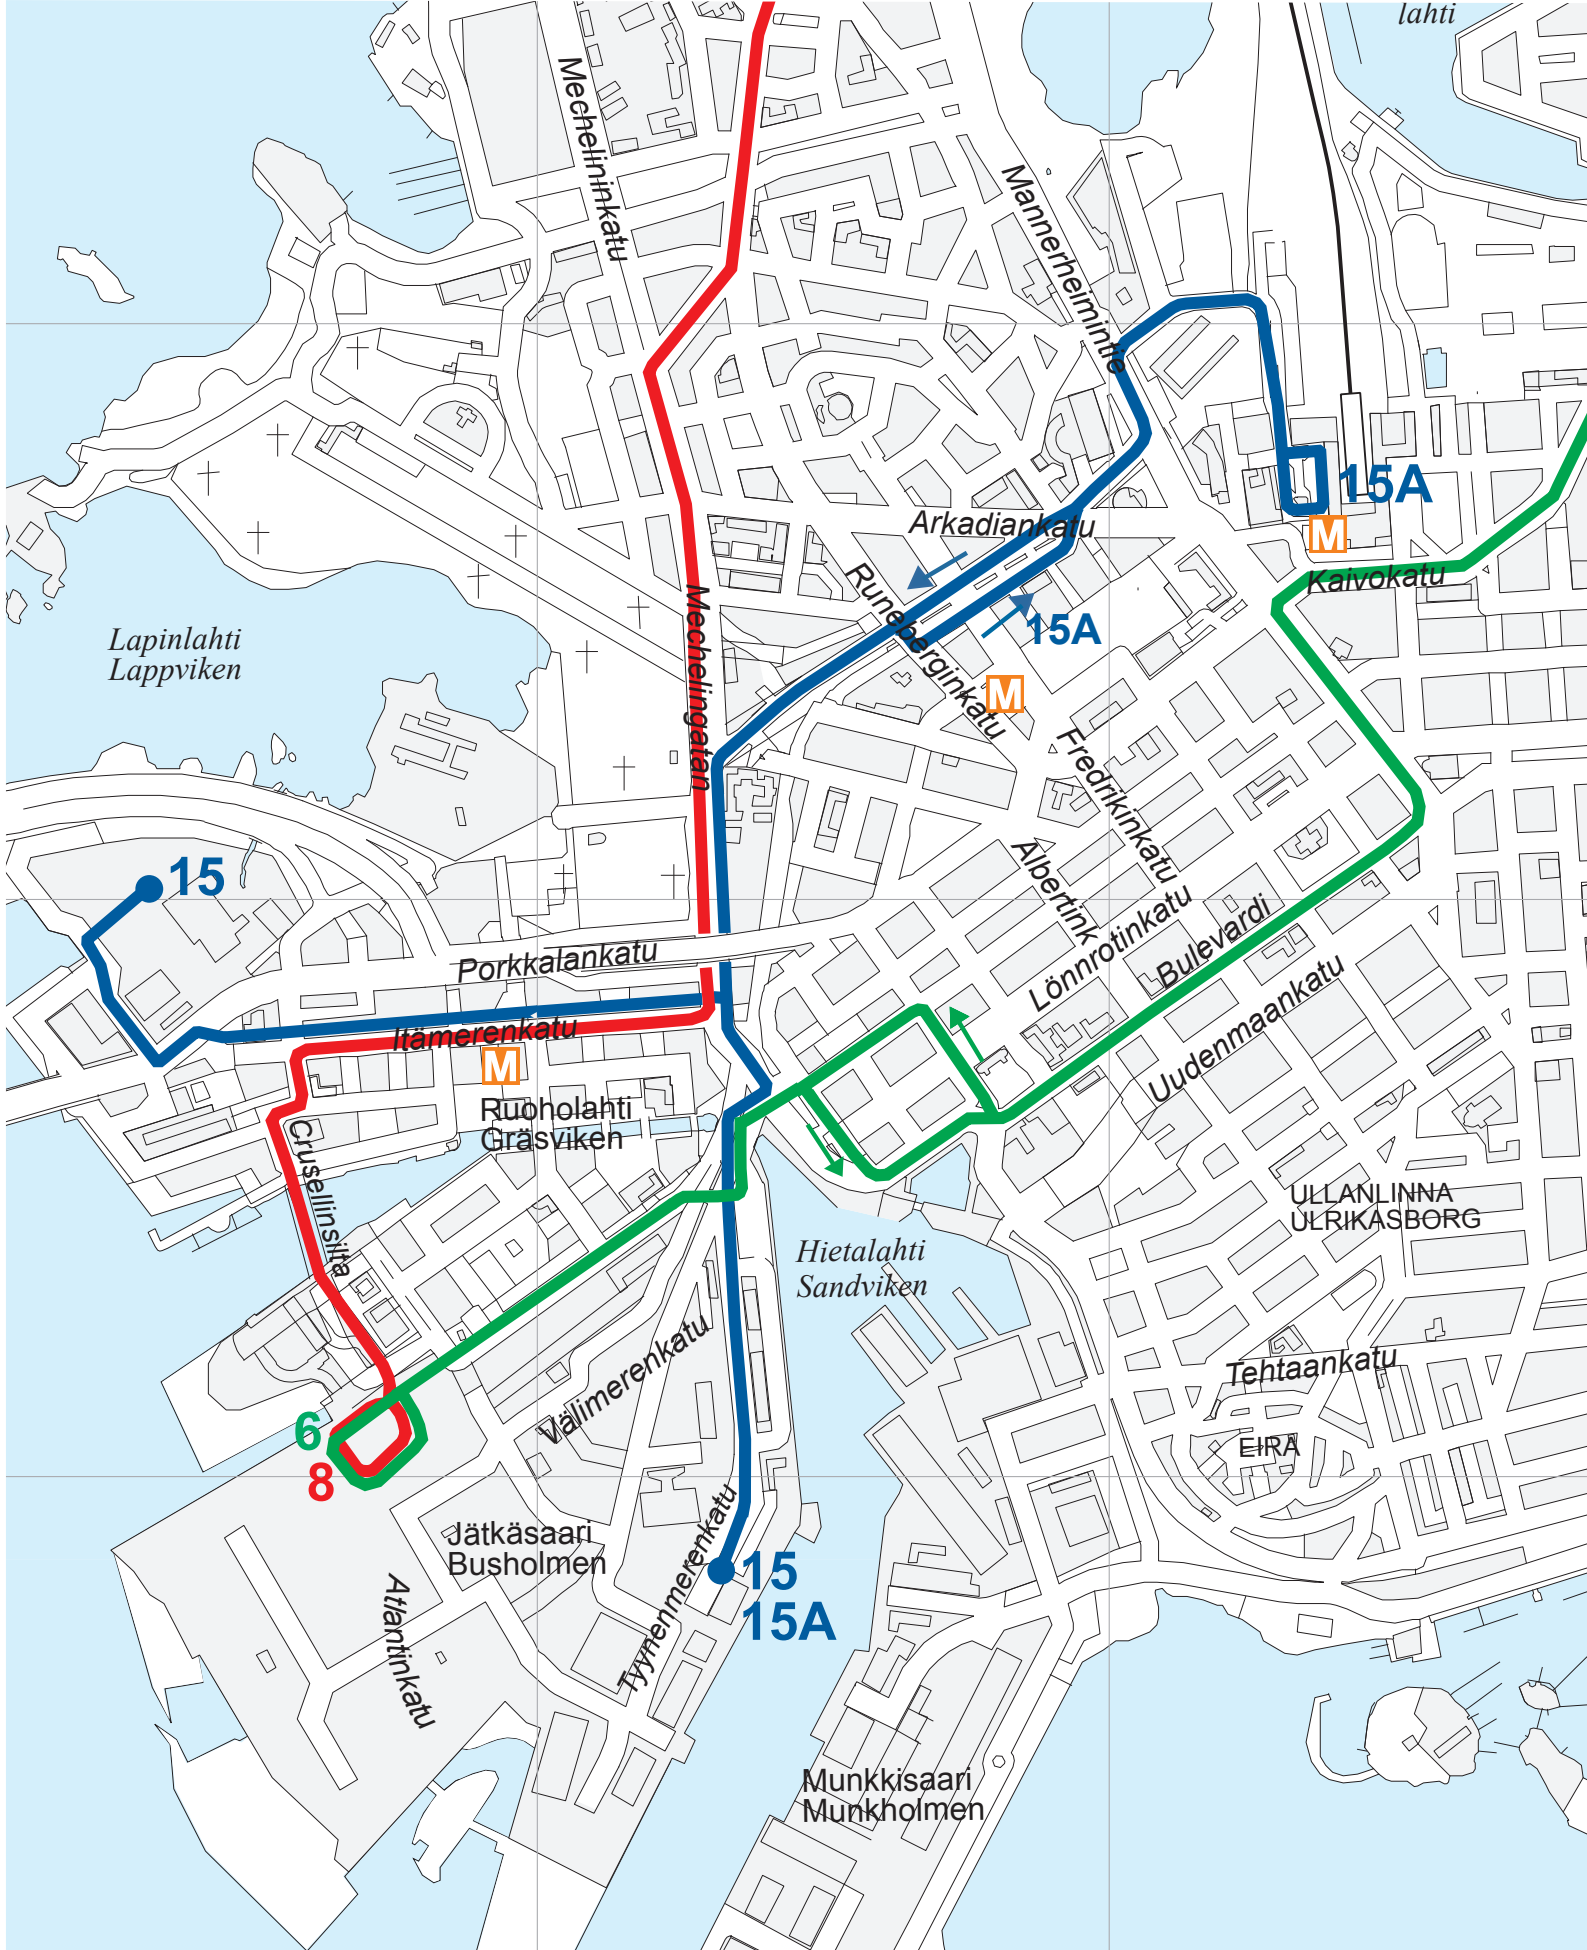 lahti
Mechelininkatu
Mannerheimintie
15A
M
Arkadiankatu
Kaivokatu
Runeberginkatu
15A
Mechelingatan
Lapinlahti
Lappviken
M
Fredrikinkatu
Albertink
15
Lönnrotinkatu
Bulevardi
Porkkalankatu
Uudenmaankatu
Itämerenkatu
M
Ruoholahti
Gräsviken
Crusellinsilta
ULLANLINNA
ULRIKASBORG
Hietalahti
Sandviken
Välimerenkatu
Tehtaankatu
6
8
EIRA
Jätkäsaari
Busholmen
Tyynenmerenkatu
15
15A
Atlantinkatu
Munkkisaari
Munkholmen